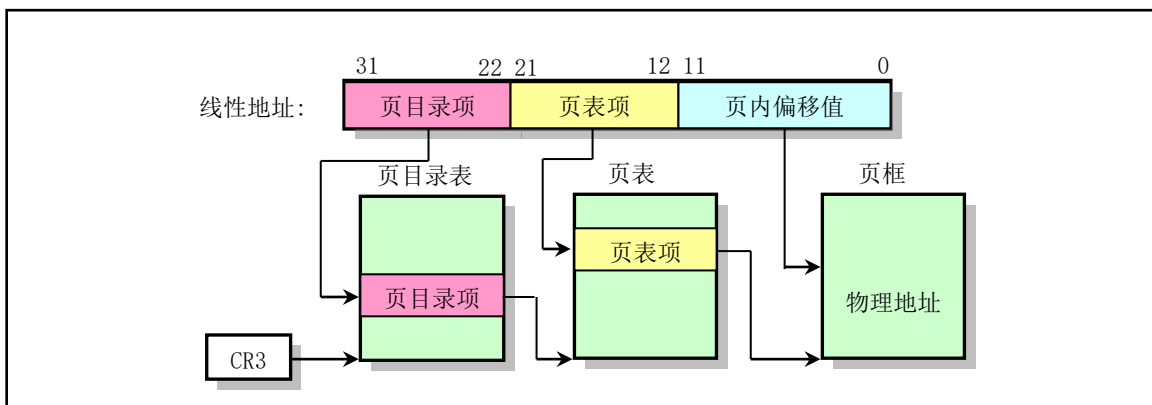 31 22 21 12 11 0
线性地址: 页目录项 页表项 页内偏移值
页目录表 页表 页框
页表项
页目录项 物理地址
CR3